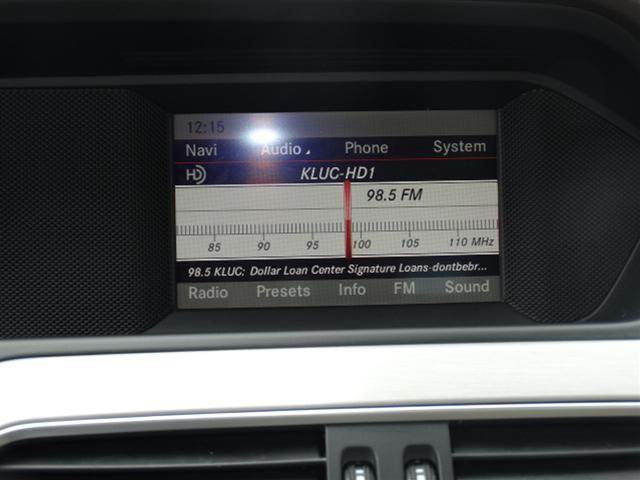 12:15
Navi Audio Phone System
HD KLUC-HD1
98.5 FM
85 90 95 100 105 110 MHz
98.5 KLUC: Dollar Loan Center Signature Loans-dontbebr...
Radio Presets Info FM Sound